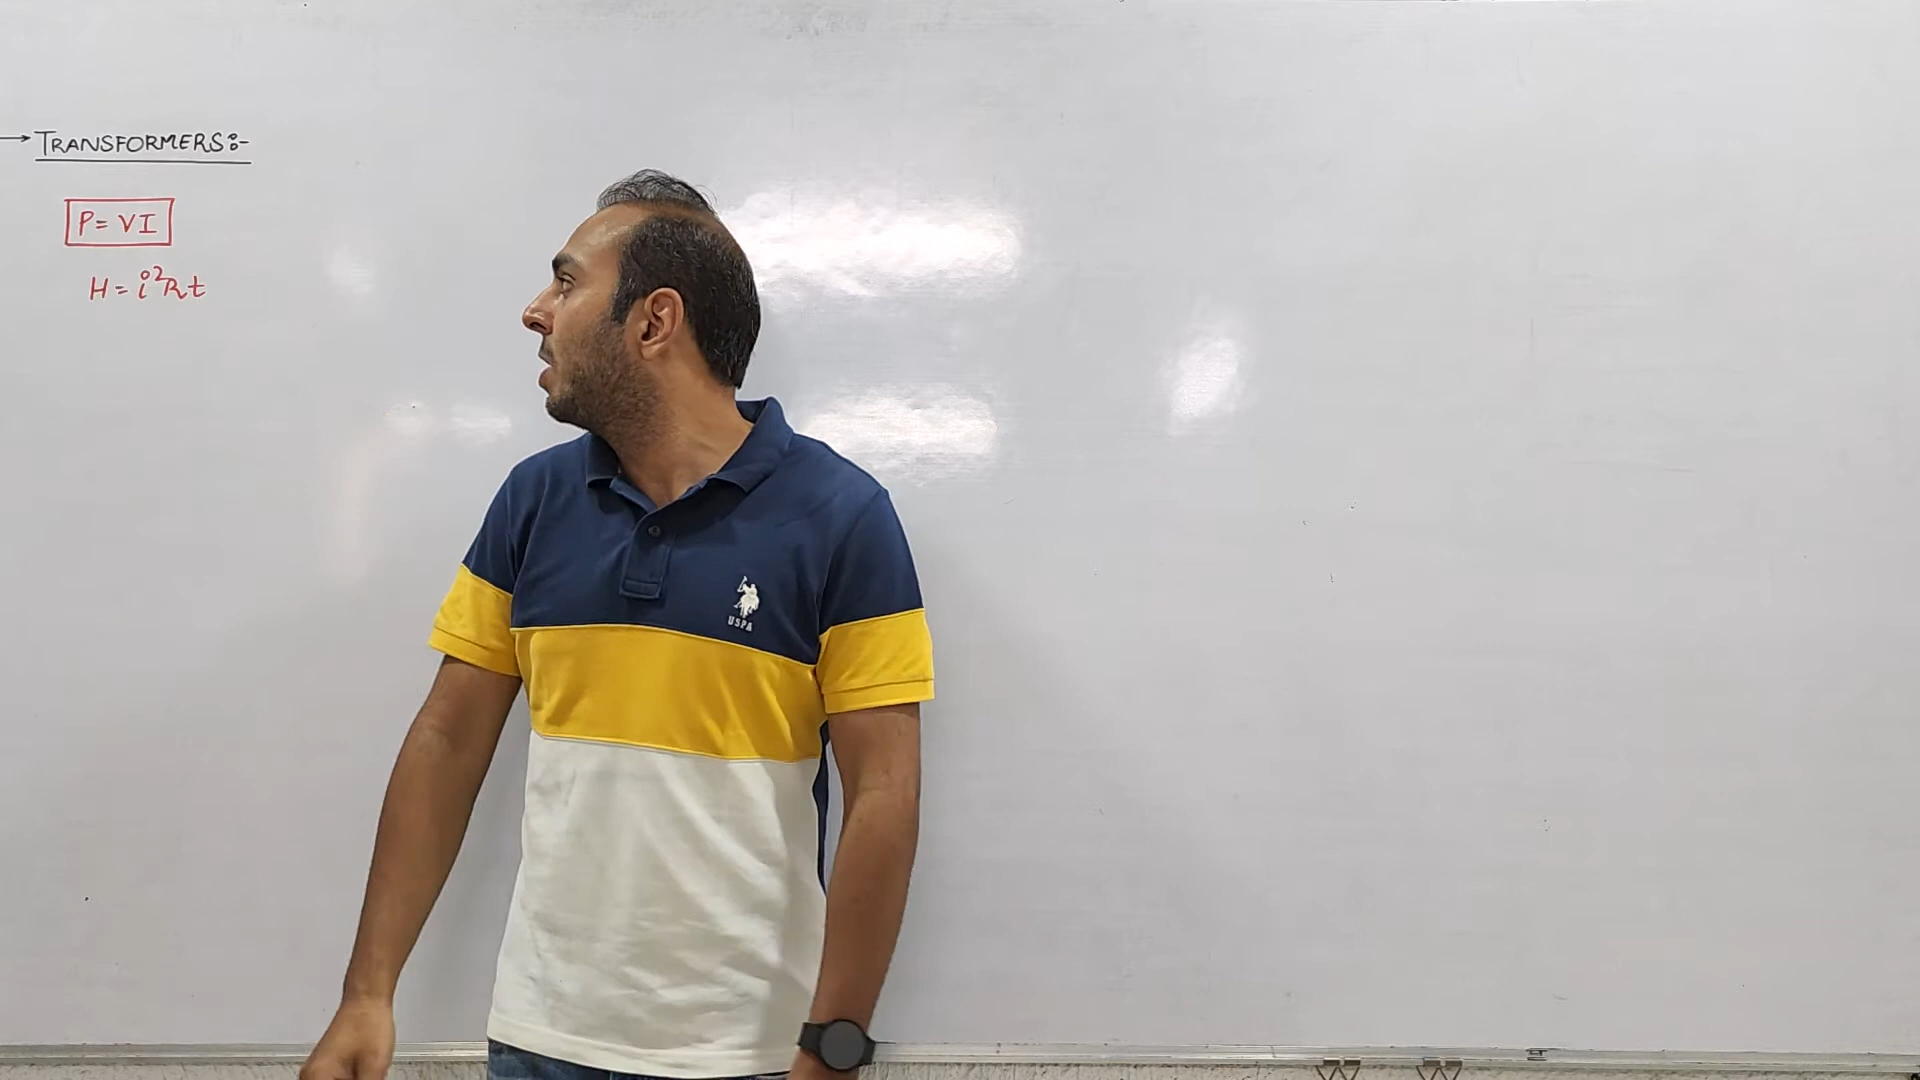 → TRANSFORMERS:-
P = VI
H = i²Rt
USPA